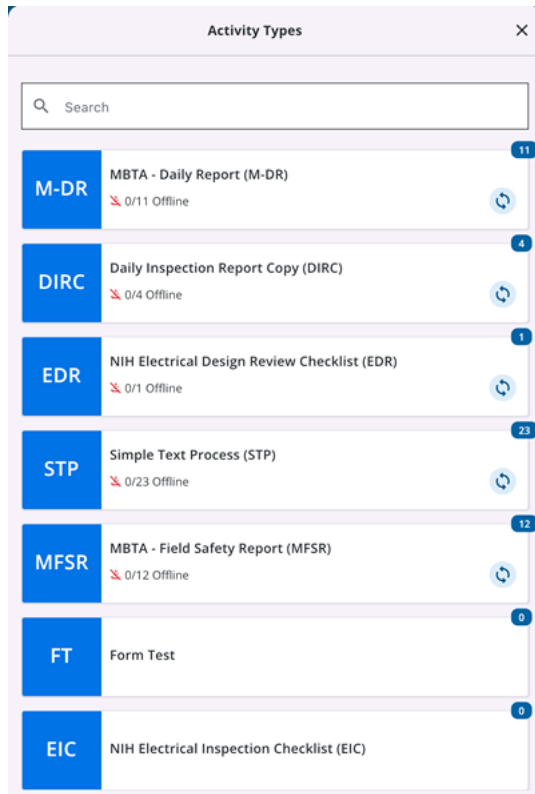 Activity Types
Search
11
M-DR
MBTA - Daily Report (M-DR)
0/11 Offline
4
DIRC
Daily Inspection Report Copy (DIRC)
0/4 Offline
1
EDR
NIH Electrical Design Review Checklist (EDR)
0/1 Offline
23
STP
Simple Text Process (STP)
0/23 Offline
12
MFSR
MBTA - Field Safety Report (MFSR)
0/12 Offline
0
FT
Form Test
0
EIC
NIH Electrical Inspection Checklist (EIC)